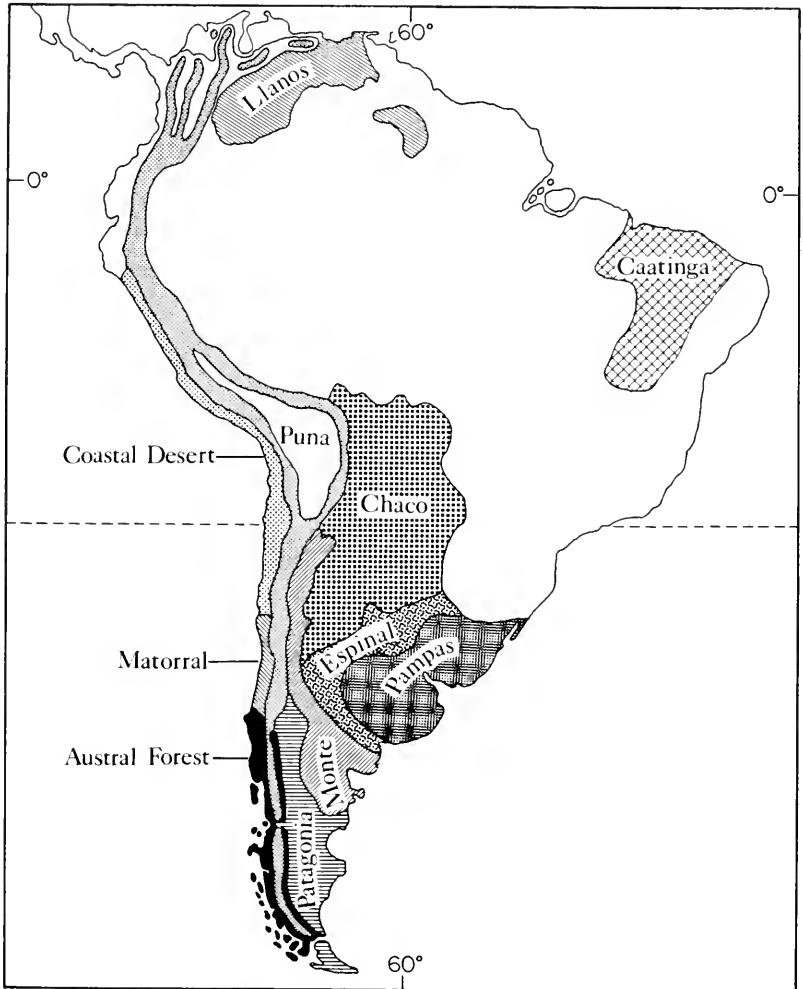 60°
Llanos
0°
0°
Caatinga
Puna
Coastal Desert
Chaco
Espinal
Matorral
Pampas
Austral Forest
Monte
Patagonia
60°